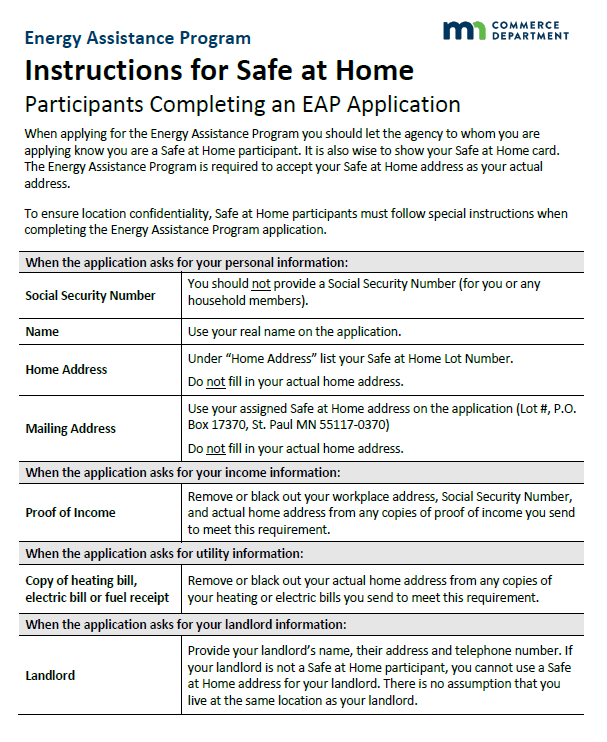 Energy Assistance Program
mn COMMERCE
DEPARTMENT
Instructions for Safe at Home
Participants Completing an EAP Application
When applying for the Energy Assistance Program you should let the agency to whom you are
applying know you are a Safe at Home participant. It is also wise to show your Safe at Home card.
The Energy Assistance Program is required to accept your Safe at Home address as your actual
address.
To ensure location confidentiality, Safe at Home participants must follow special instructions when
completing the Energy Assistance Program application.
When the application asks for your personal information:
Social Security Number
You should not provide a Social Security Number (for you or any
household members).
Name
Use your real name on the application.
Home Address
Under “Home Address” list your Safe at Home Lot Number.
Do not fill in your actual home address.
Mailing Address
Use your assigned Safe at Home address on the application (Lot #, P.O.
Box 17370, St. Paul MN 55117-0370)
Do not fill in your actual home address.
When the application asks for your income information:
Proof of Income
Remove or black out your workplace address, Social Security Number,
and actual home address from any copies of proof of income you send
to meet this requirement.
When the application asks for utility information:
Copy of heating bill,
electric bill or fuel receipt
Remove or black out your actual home address from any copies of
your heating or electric bills you send to meet this requirement.
When the application asks for your landlord information:
Landlord
Provide your landlord’s name, their address and telephone number. If
your landlord is not a Safe at Home participant, you cannot use a Safe
at Home address for your landlord. There is no assumption that you
live at the same location as your landlord.